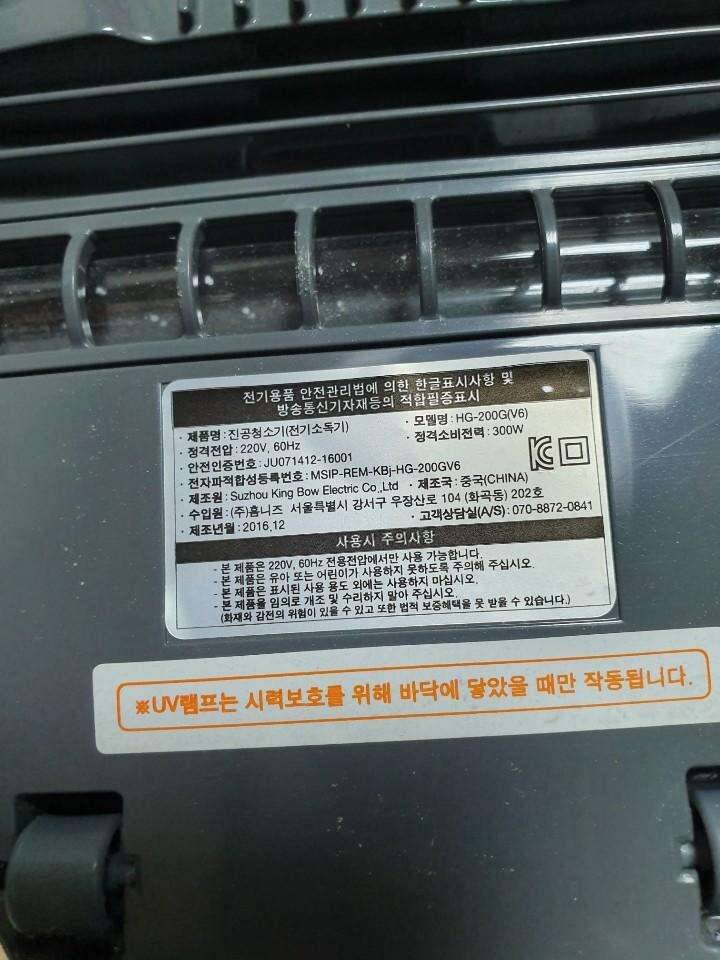 전기용품 안전관리법에 의한 한글표시사항 및
방송통신기자재등의 적합필증표시
· 제품명 : 진공청소기(전기소독기) · 모델명 : HG-200G(V6)
· 정격전압 : 220V, 60Hz · 정격소비전력 : 300W
· 안전인증번호 : JU071412-16001
· 전자파적합성등록번호 : MSIP-REM-KBj-HG-200GV6
· 제조원 : Suzhou King Bow Electric Co.,Ltd · 제조국 : 중국(CHINA)
· 수입원 : (주)홈니즈 서울특별시 강서구 우장산로 104 (화곡동) 202호
· 제조년월 : 2016.12 · 고객상담실(A/S) : 070-8872-0841
사용시 주의사항
- 본 제품은 220V, 60Hz 전용전압에서만 사용 가능합니다.
- 본 제품은 유아 또는 어린이가 사용하지 못하도록 주의해 주십시오.
- 본 제품은 표시된 사용 용도 외에는 사용하지 마십시오.
- 본 제품을 임의로 개조 및 수리하지 말아 주십시오.
(화재와 감전의 위험이 있을 수 있고 또한 법적 보증혜택을 못 받을 수 있습니다.)
※UV램프는 시력보호를 위해 바닥에 닿았을 때만 작동됩니다.